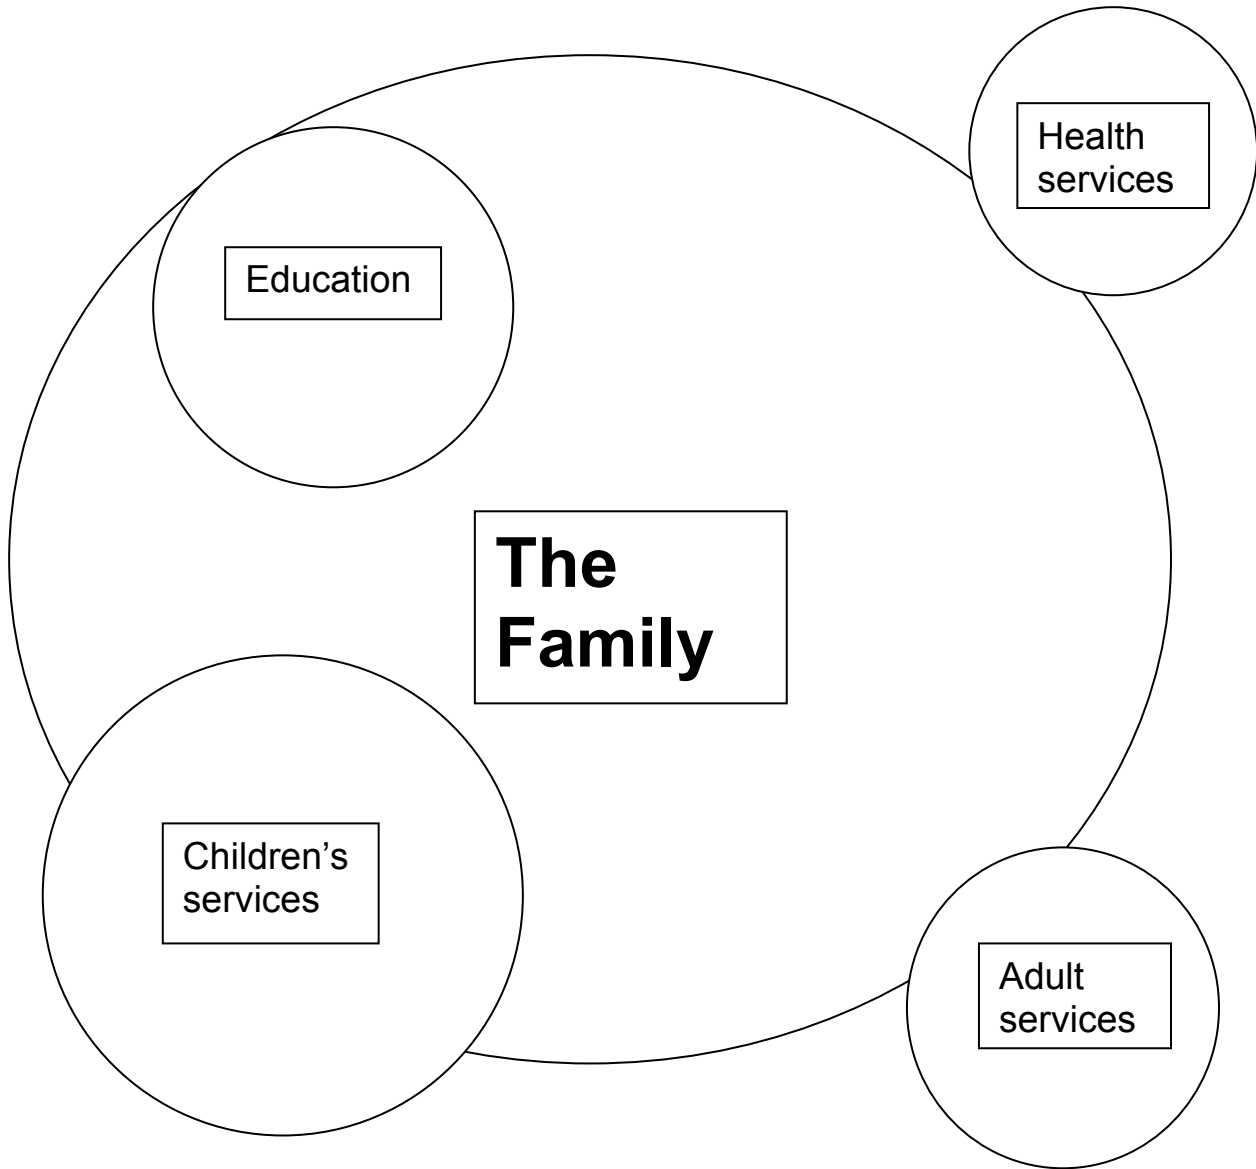 Health
services
Education
The
Family
Children’s
services
Adult
services